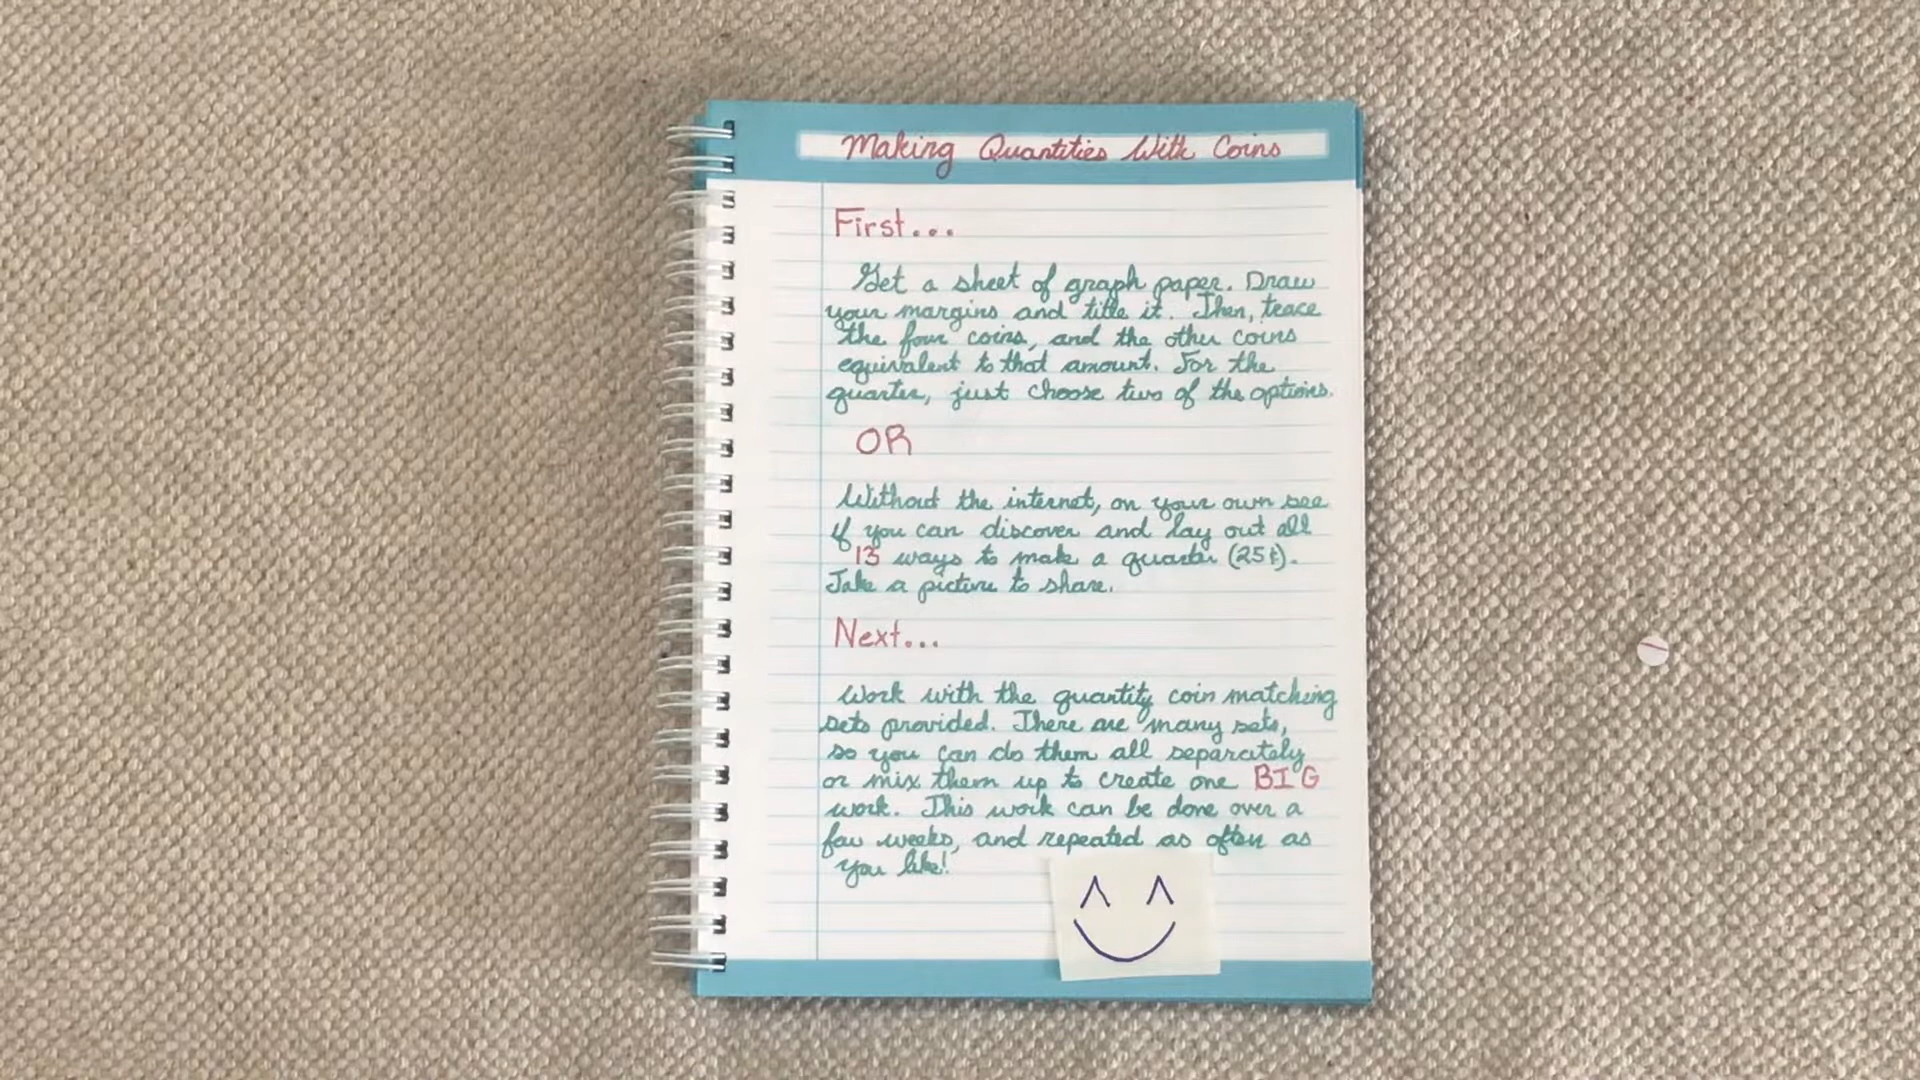 Making Quantities With Coins
First...
Get a sheet of graph paper. Draw
your margins and title it. Then, trace
the four coins, and the other coins
equivalent to that amount. For the
quarter, just choose two of the options.
OR
Without the internet, on your own see
if you can discover and lay out all
13 ways to make a quarter (25¢).
Take a picture to share.
Next...
Work with the quantity coin matching
sets provided. There are many sets,
so you can do them all separately
or mix them up to create one BIG
work. This work can be done over a
few weeks, and repeated as often as
you like!